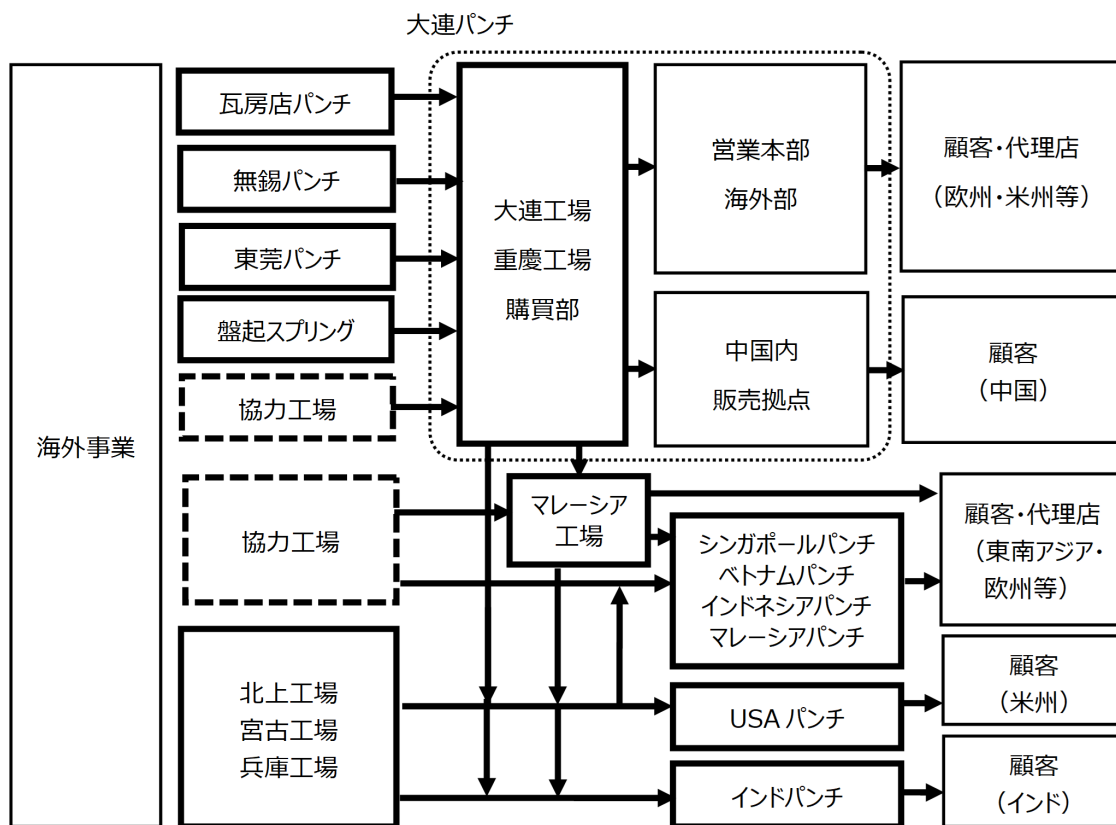 大連パンチ
海外事業
瓦房店パンチ
無錫パンチ
東莞パンチ
盤起スプリング
協力工場
大連工場
重慶工場
購買部
営業本部
海外部
中国内
販売拠点
顧客・代理店
（欧州・米州等）
顧客
（中国）
協力工場
マレーシア
工場
シンガポールパンチ
ベトナムパンチ
インドネシアパンチ
マレーシアパンチ
顧客・代理店
（東南アジア・
欧州等）
北上工場
宮古工場
兵庫工場
USA パンチ
顧客
（米州）
インドパンチ
顧客
（インド）